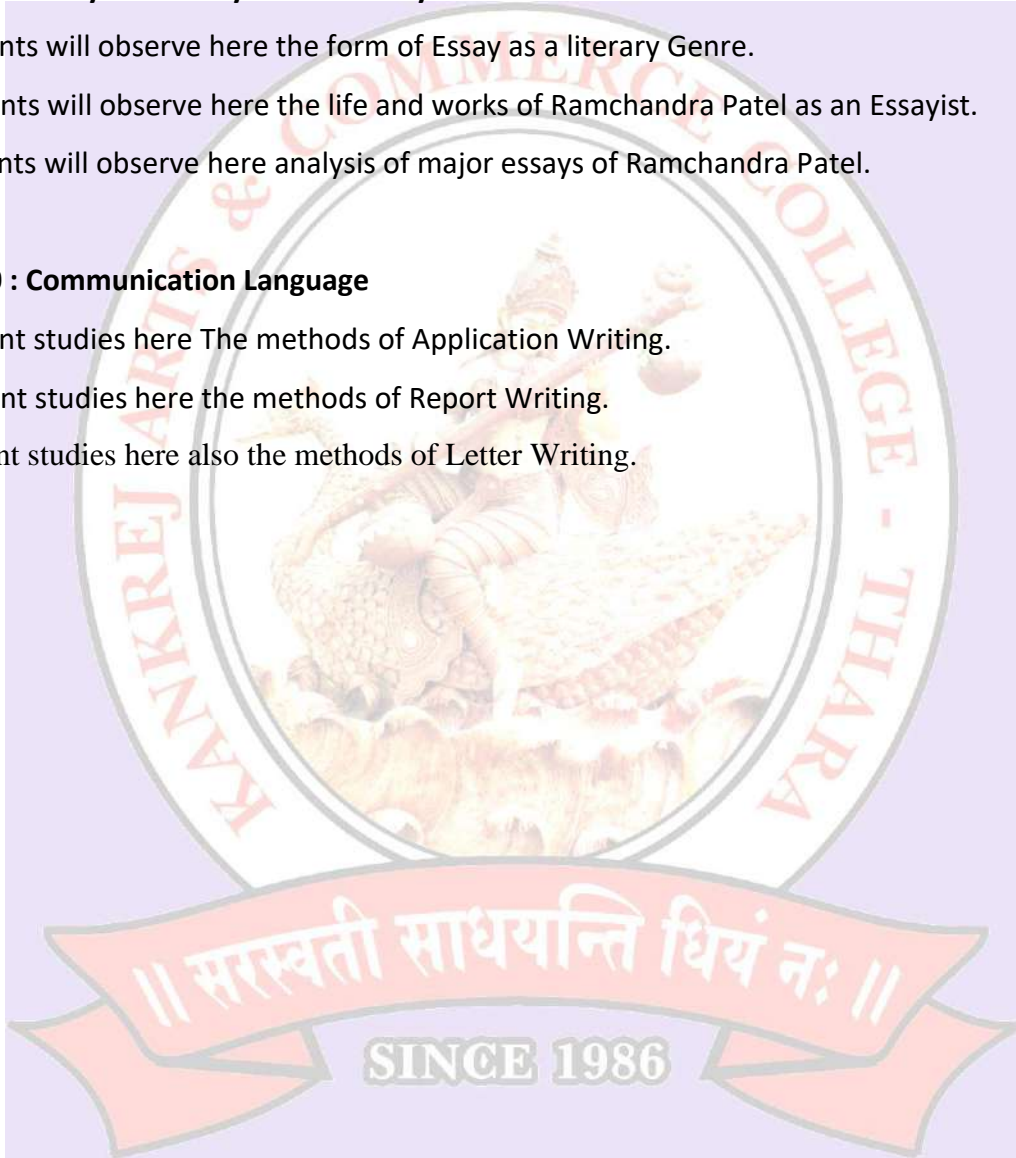 nts will observe here the form of Essay as a literary Genre.
nts will observe here the life and works of Ramchandra Patel as an Essayist.
nts will observe here analysis of major essays of Ramchandra Patel.
: Communication Language
nt studies here The methods of Application Writing.
nt studies here the methods of Report Writing.
nt studies here also the methods of Letter Writing.
KANKREJ ARTS & COMMERCE COLLEGE - THARA
॥ सरस्वती साधयन्ति धियं नः ॥
SINCE 1986